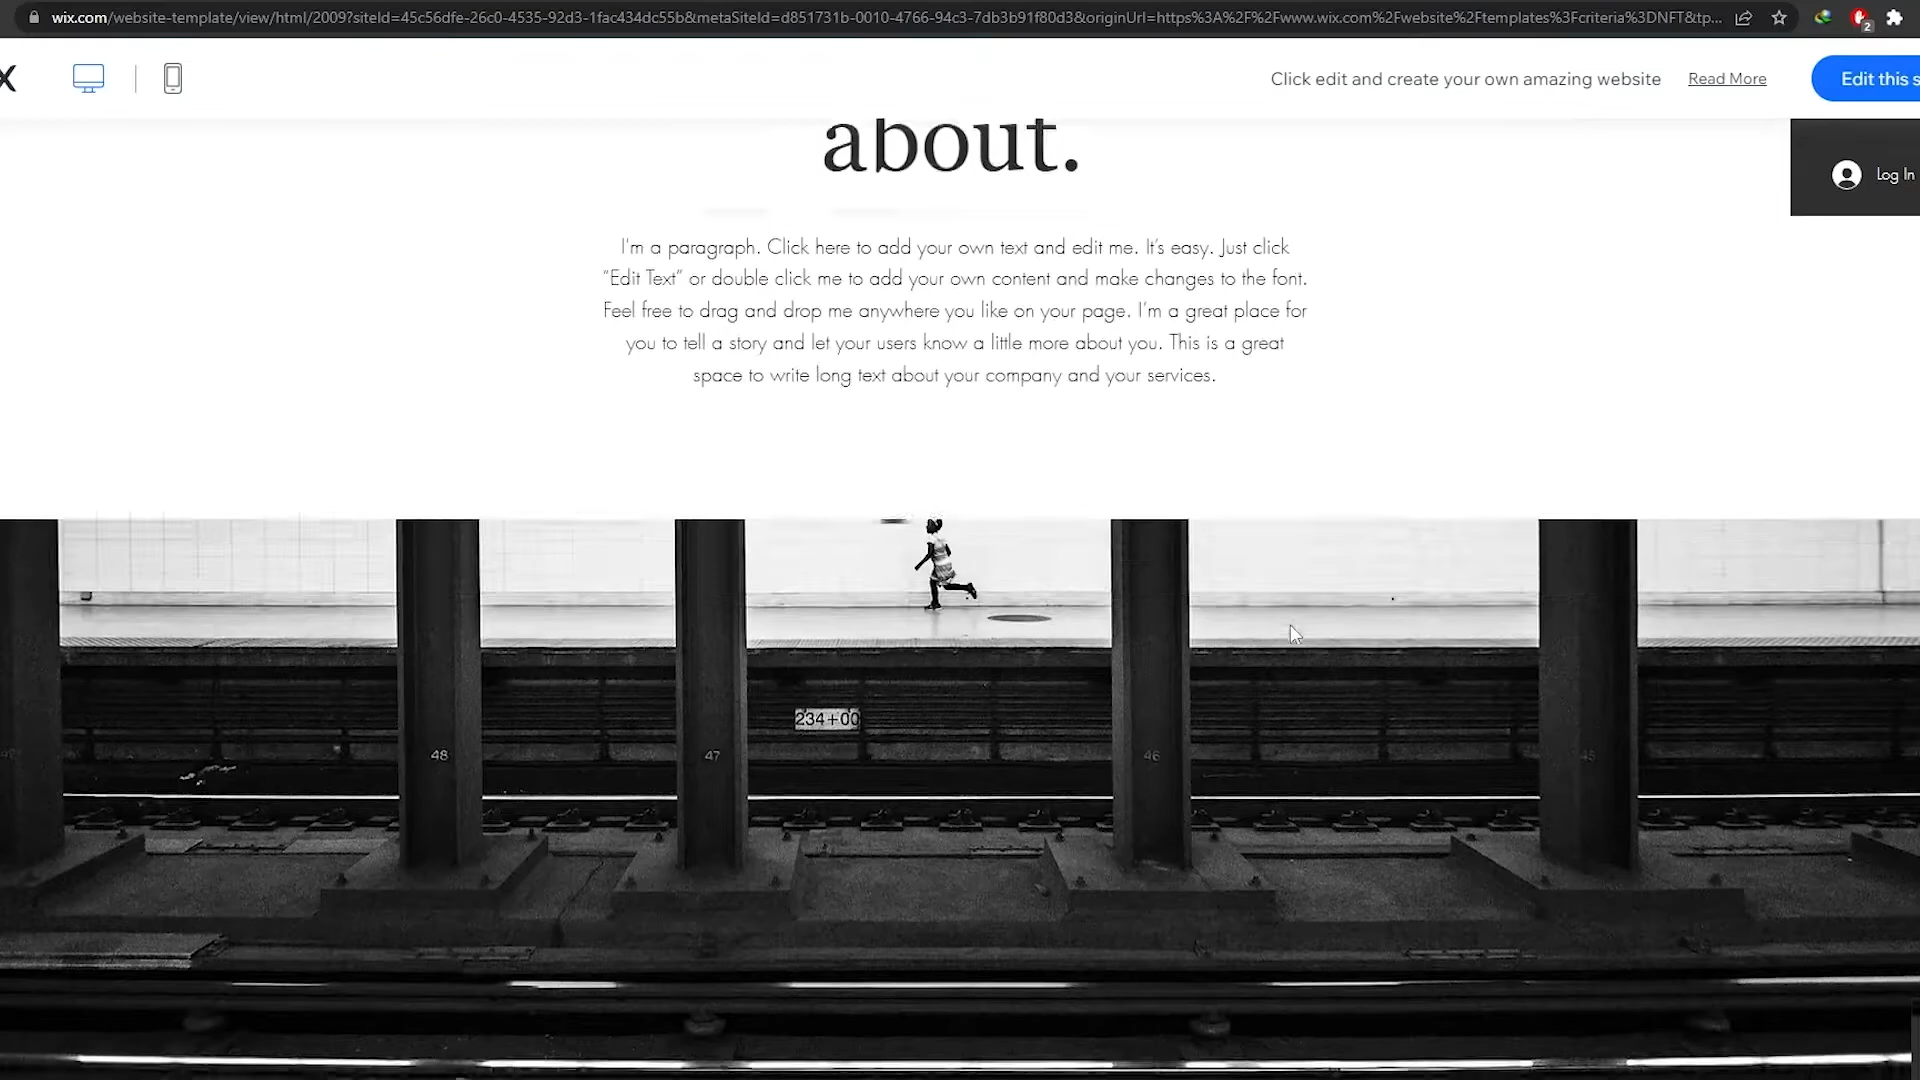 wix.com/website-template/view/html/2009?siteId=45c56dfe-26c0-4535-92d3-1fac434dc55b&metaSiteId=d851731b-0010-4766-94c3-7db3b91f80d3&originUrl=https%3A%2F%2Fwww.wix.com%2Fwebsite%2Ftemplates%3Fcriteria%3DNFT&tp...
2
X
Click edit and create your own amazing website
Read More
Edit this s
about.
Log In
I'm a paragraph. Click here to add your own text and edit me. It's easy. Just click
"Edit Text" or double click me to add your own content and make changes to the font.
Feel free to drag and drop me anywhere you like on your page. I'm a great place for
you to tell a story and let your users know a little more about you. This is a great
space to write long text about your company and your services.
234+00
48
47
46
45